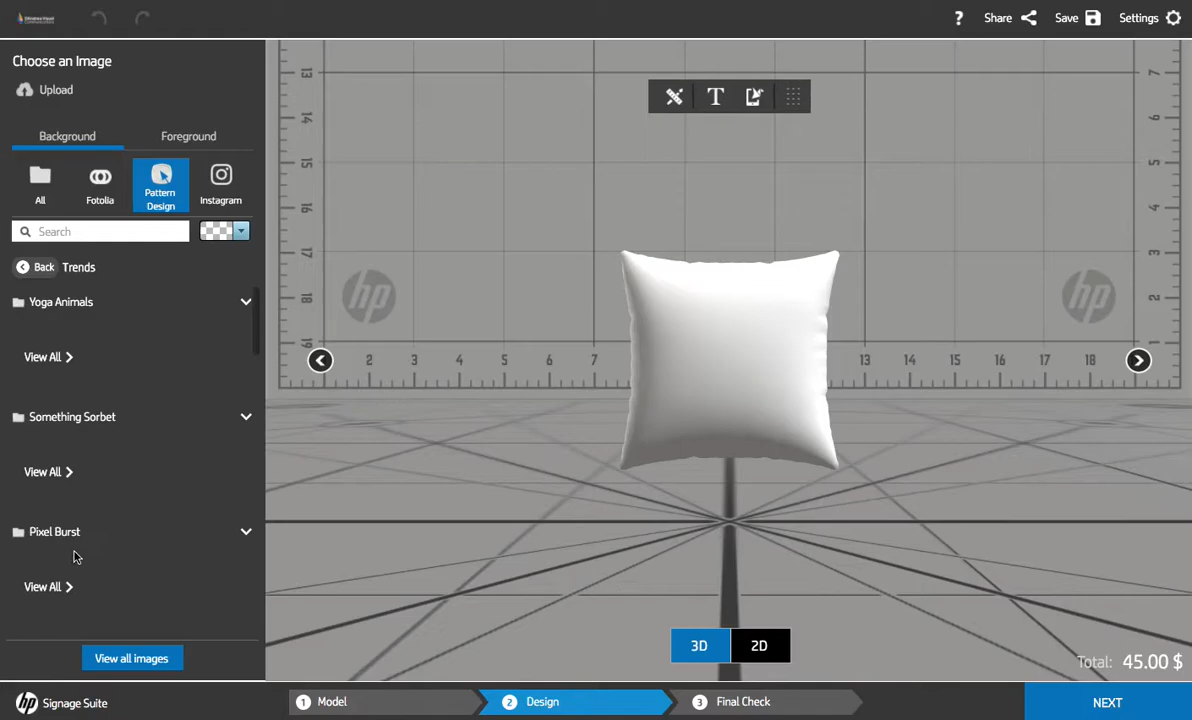 ? Share Save Settings
Choose an Image
Upload
Background Foreground
All Fotolia Pattern Design Instagram
Search
Back Trends
Yoga Animals
View All
Something Sorbet
View All
Pixel Burst
View All
View all images
13 14 15 16 17 18 19
7 6 5 4 3 2 1
hp hp
2 3 4 5 6 7 13 14 15 16 17 18
T
3D 2D
Total: 45.00 $
hp Signage Suite
1 Model 2 Design 3 Final Check NEXT